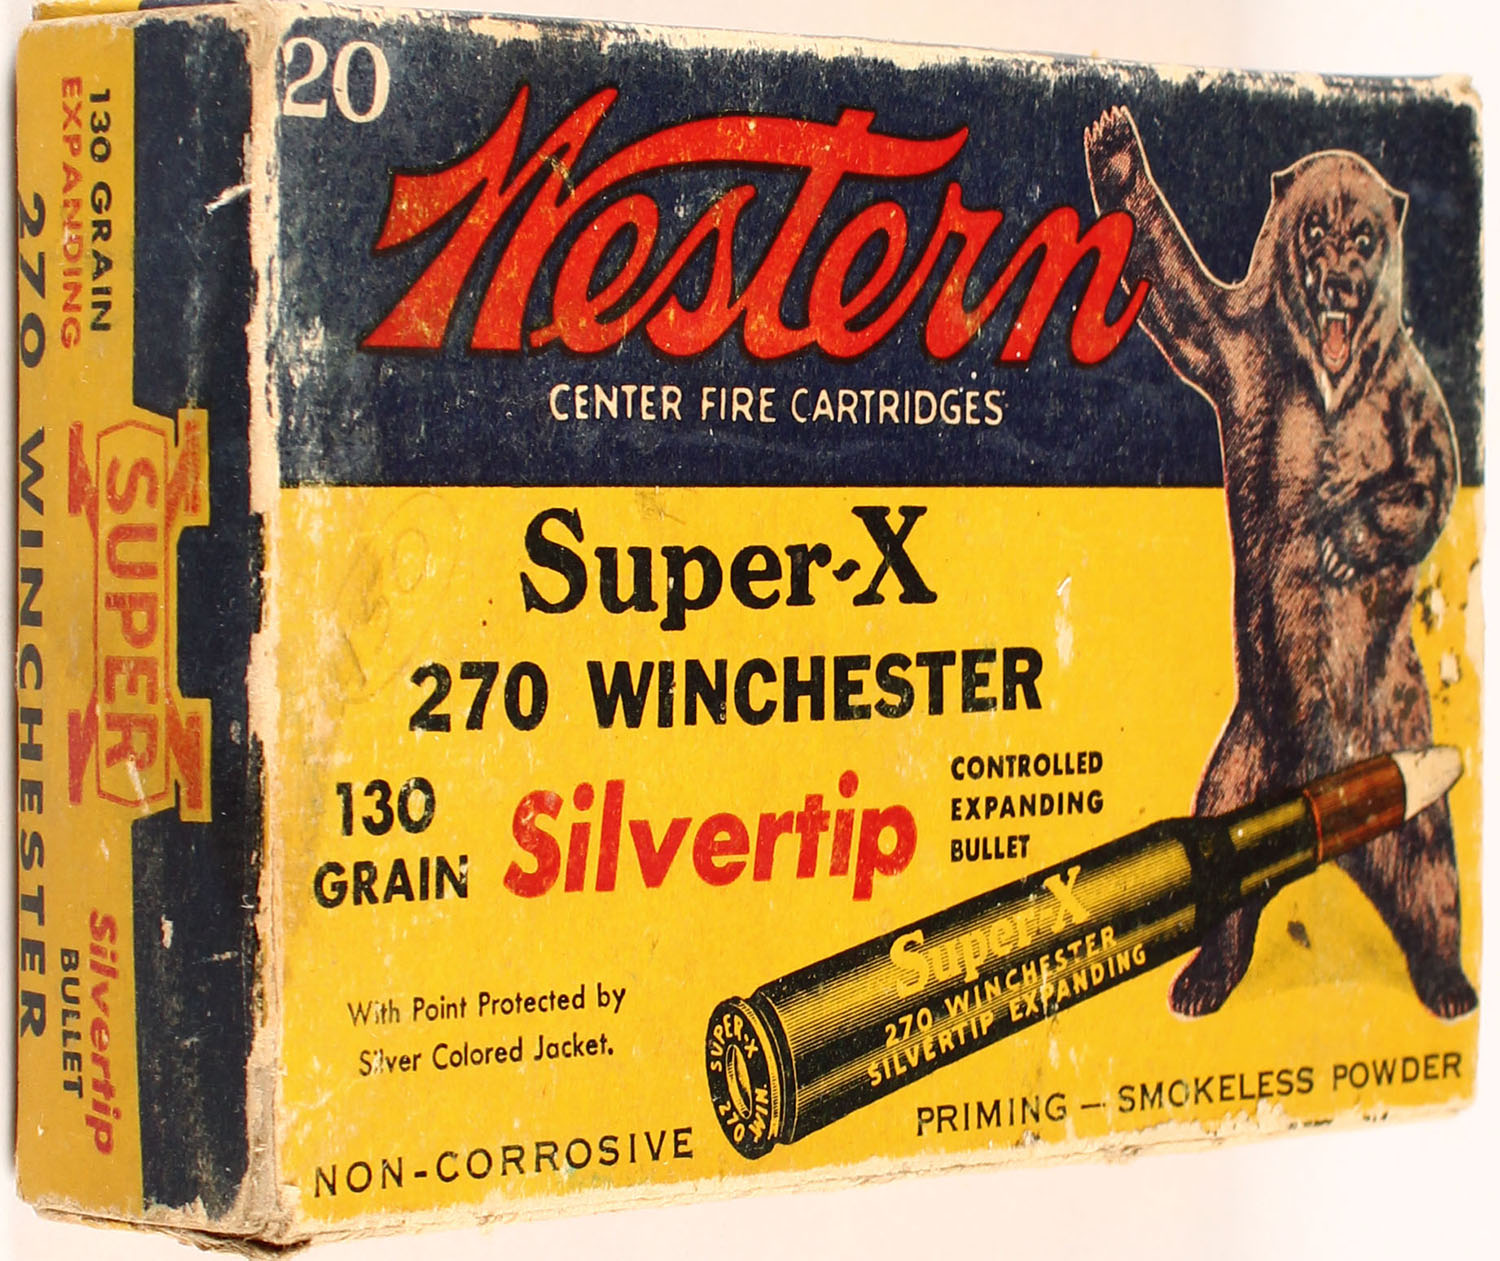 20
Western
CENTER FIRE CARTRIDGES
Super-X
270 WINCHESTER
130
GRAIN
Silvertip
CONTROLLED
EXPANDING
BULLET
With Point Protected by
Silver Colored Jacket.
Super-X
270 WINCHESTER
SILVERTIP EXPANDING
SUPER-X
270 WIN.
NON-CORROSIVE
PRIMING – SMOKELESS POWDER
130 GRAIN
EXPANDING
270 WINCHESTER
SUPER
X
Silvertip
BULLET